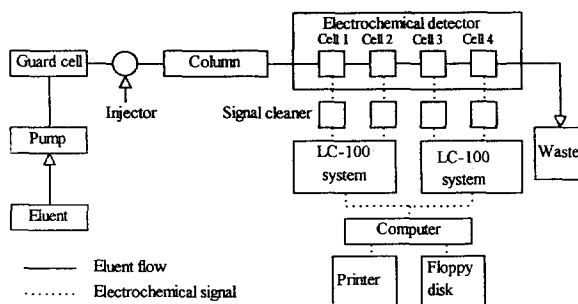 Electrochemical detector
Cell 1 Cell 2 Cell 3 Cell 4
Guard cell
Column
Injector
Signal cleaner
Pump
LC-100 system
LC-100 system
Waste
Eluent
Computer
Printer
Floppy disk
Eluent flow
Electrochemical signal